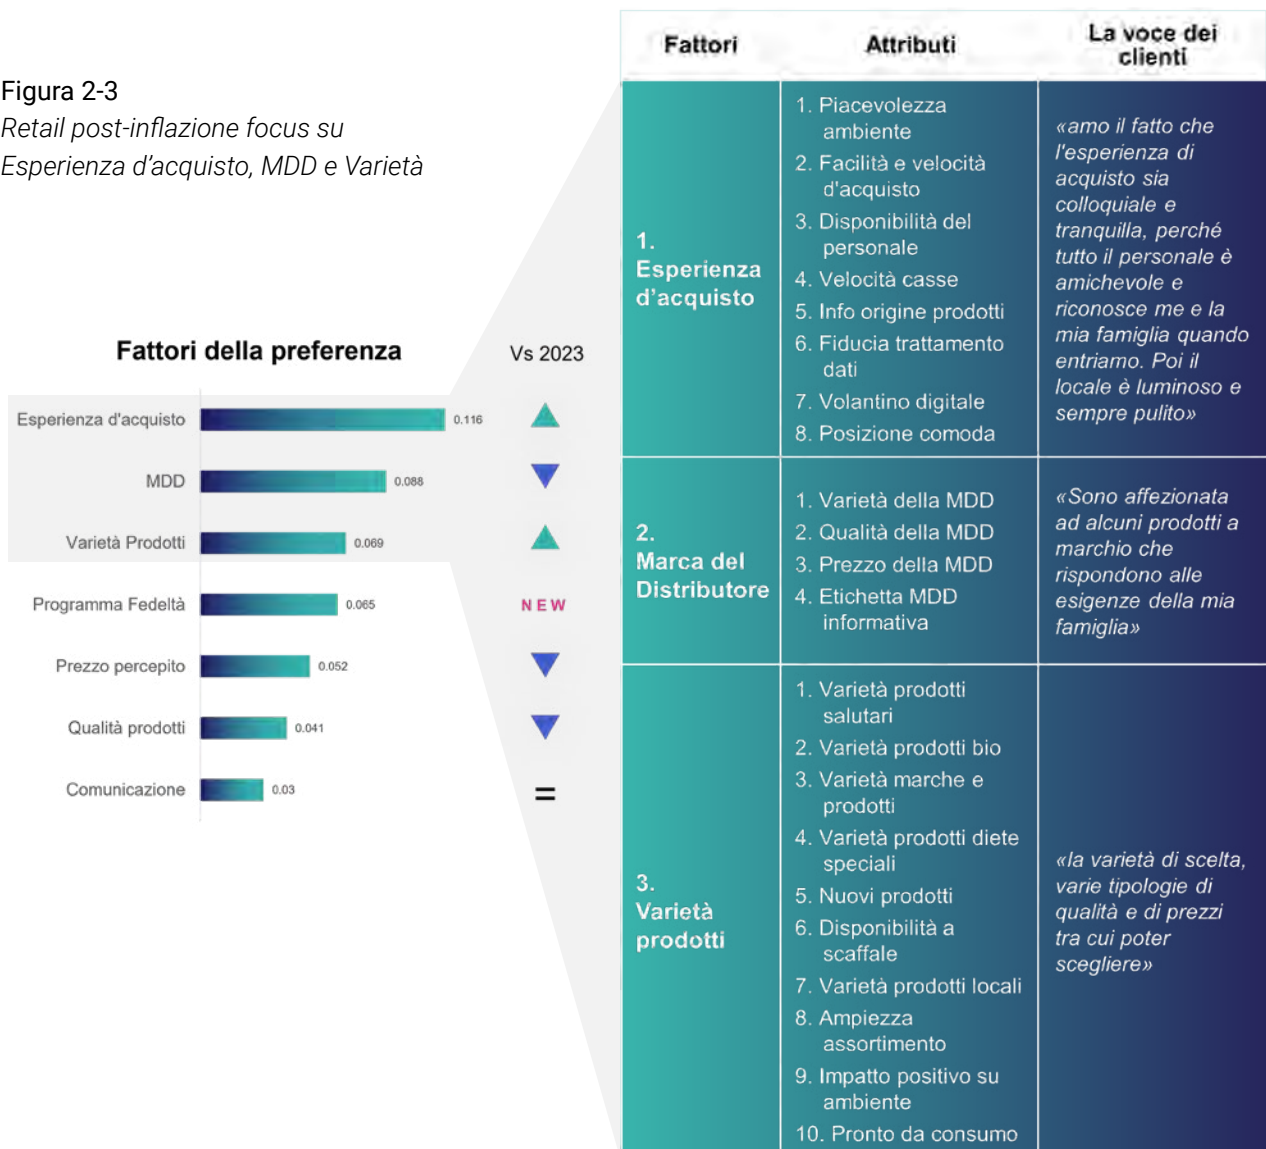 Figura 2-3
Retail post-inflazione focus su
Esperienza d'acquisto, MDD e Varietà
Fattori della preferenza
Vs 2023
Esperienza d'acquisto
0.116
MDD
0.088
Varietà Prodotti
0.069
Programma Fedeltà
0.065
NEW
Prezzo percepito
0.052
Qualità prodotti
0.041
Comunicazione
0.03
=
Fattori
Attributi
La voce dei
clienti
1.
Esperienza
d'acquisto
1. Piacevolezza
ambiente
2. Facilità e velocità
d'acquisto
3. Disponibilità del
personale
4. Velocità casse
5. Info origine prodotti
6. Fiducia trattamento
dati
7. Volantino digitale
8. Posizione comoda
«amo il fatto che
l'esperienza di
acquisto sia
colloquiale e
tranquilla, perché
tutto il personale è
amichevole e
riconosce me e la
mia famiglia quando
entriamo. Poi il
locale è luminoso e
sempre pulito»
2.
Marca del
Distributore
1. Varietà della MDD
2. Qualità della MDD
3. Prezzo della MDD
4. Etichetta MDD
informativa
«Sono affezionata
ad alcuni prodotti a
marchio che
rispondono alle
esigenze della mia
famiglia»
3.
Varietà
prodotti
1. Varietà prodotti
salutari
2. Varietà prodotti bio
3. Varietà marche e
prodotti
4. Varietà prodotti diete
speciali
5. Nuovi prodotti
6. Disponibilità a
scaffale
7. Varietà prodotti locali
8. Ampiezza
assortimento
9. Impatto positivo su
ambiente
10. Pronto da consumo
«la varietà di scelta,
varie tipologie di
qualità e di prezzi
tra cui poter
scegliere»